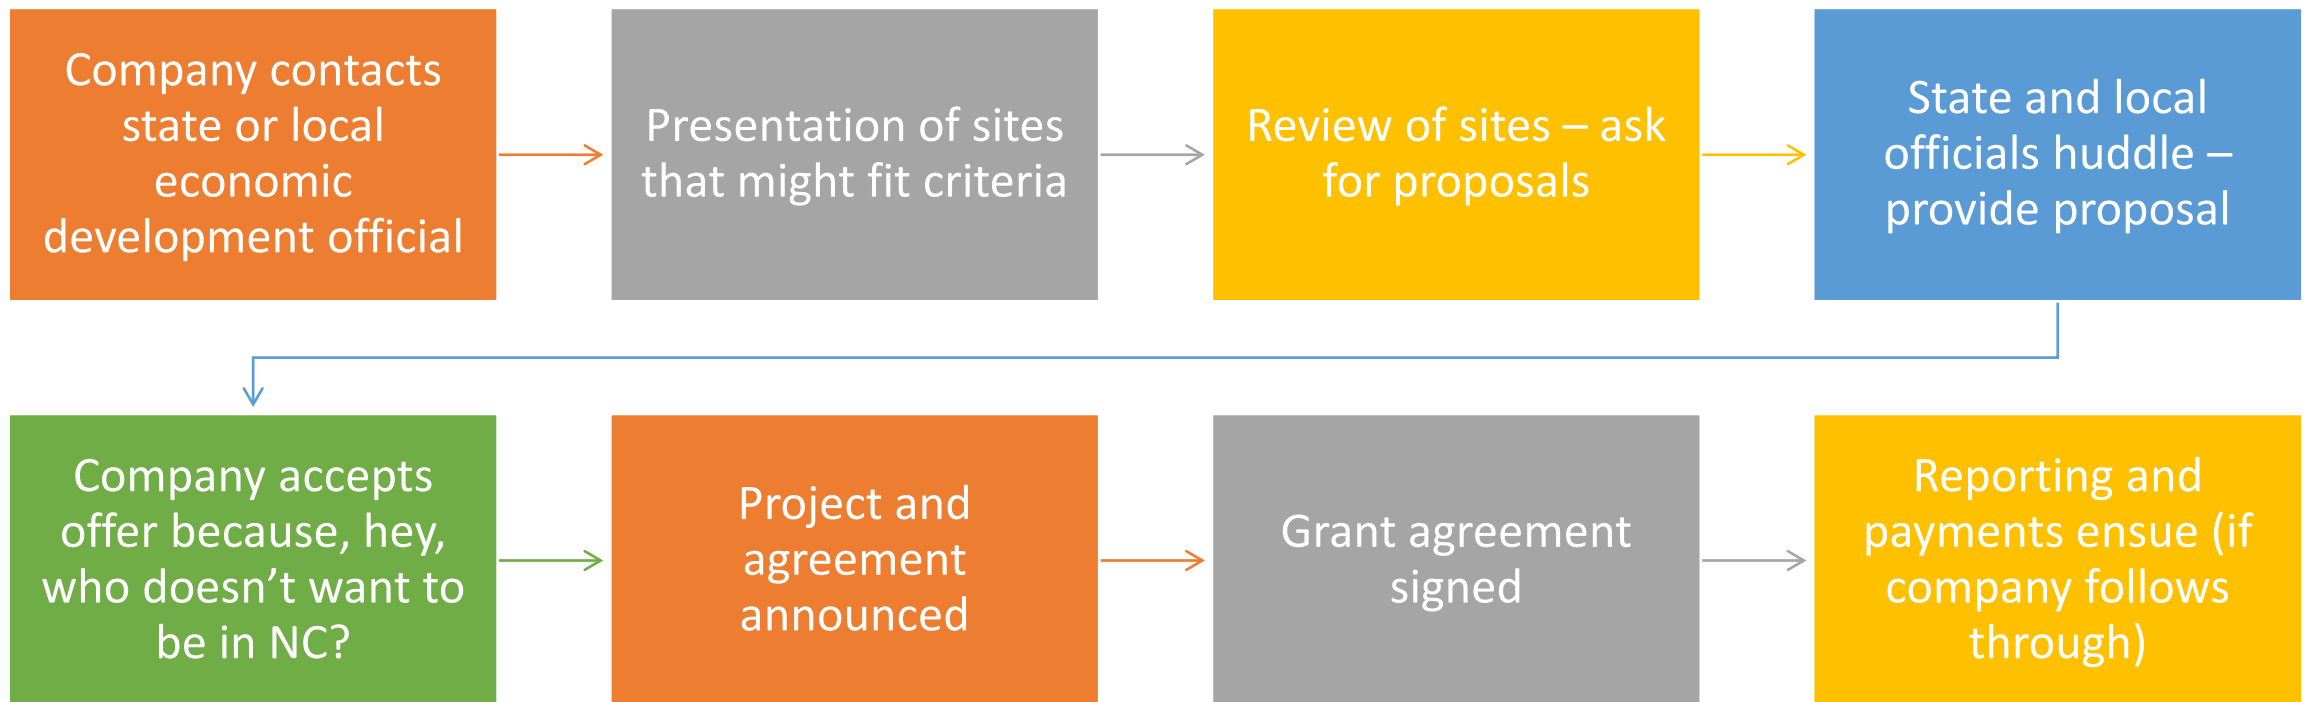 Company contacts
state or local
economic
development official
Presentation of sites
that might fit criteria
Review of sites – ask
for proposals
State and local
officials huddle –
provide proposal
Company accepts
offer because, hey,
who doesn’t want to
be in NC?
Project and
agreement
announced
Grant agreement
signed
Reporting and
payments ensue (if
company follows
through)